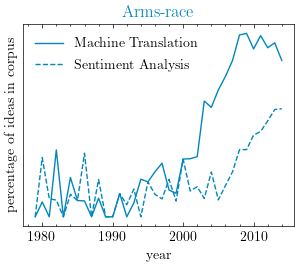 Arms-race
Machine Translation
Sentiment Analysis
percentage of ideas in corpus
1980 1990 2000 2010
year